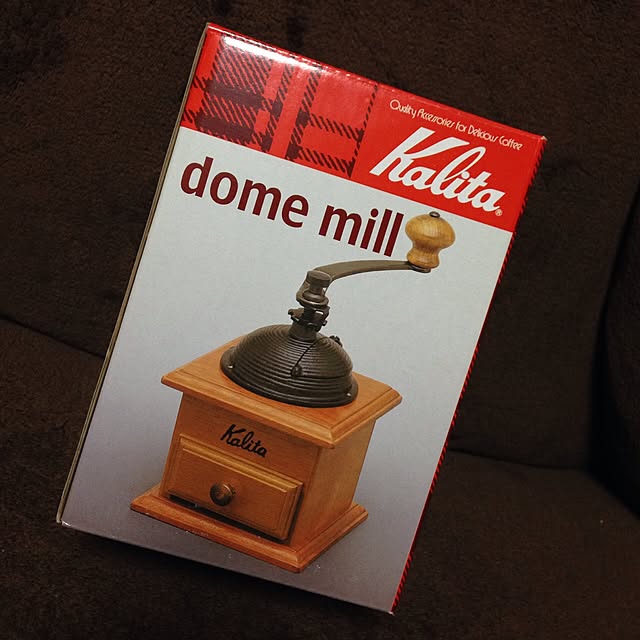 Quality Accessories for Delicious Coffee
Kalita®
dome mill
Kalita